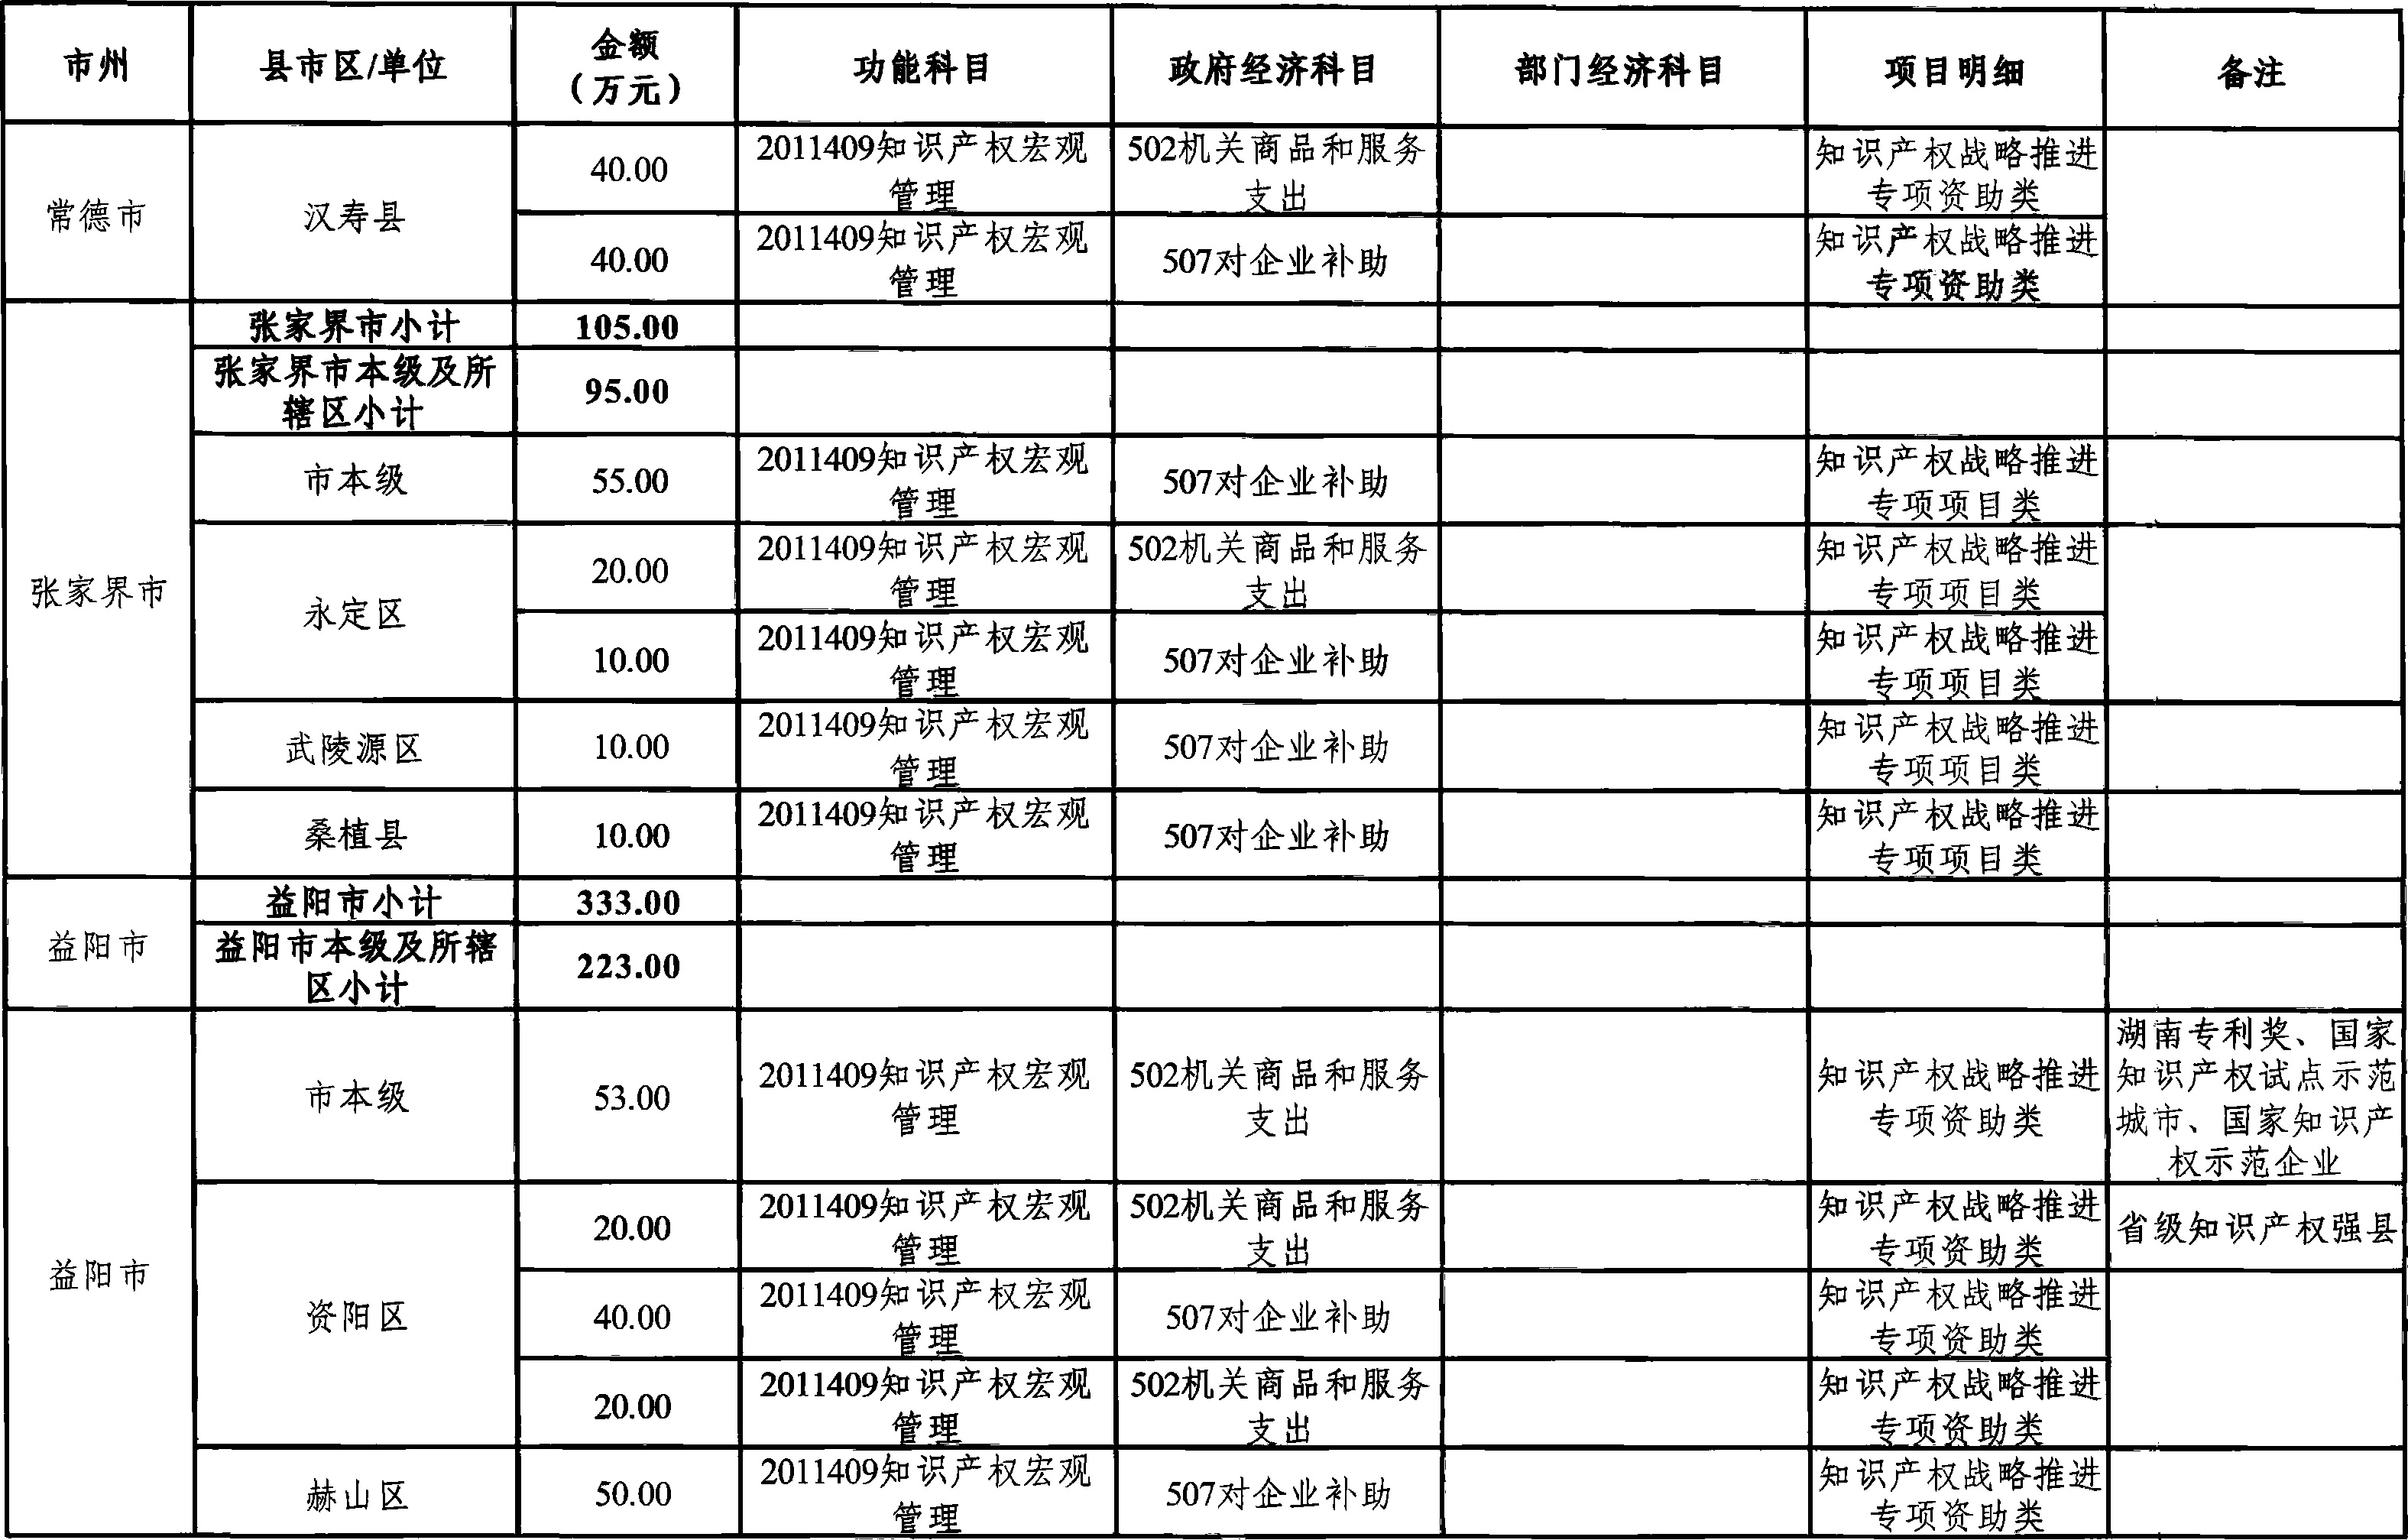 市州 县市区/单位 金额（万元） 功能科目 政府经济科目 部门经济科目 项目明细 备注
常德市 汉寿县 40.00 2011409知识产权宏观管理 502机关商品和服务支出 知识产权战略推进专项资助类
40.00 2011409知识产权宏观管理 507对企业补助 知识产权战略推进专项资助类
张家界市 张家界市小计 105.00
张家界市本级及所辖区小计 95.00
市本级 55.00 2011409知识产权宏观管理 507对企业补助 知识产权战略推进专项项目类
永定区 20.00 2011409知识产权宏观管理 502机关商品和服务支出 知识产权战略推进专项项目类
10.00 2011409知识产权宏观管理 507对企业补助 知识产权战略推进专项项目类
武陵源区 10.00 2011409知识产权宏观管理 507对企业补助 知识产权战略推进专项项目类
桑植县 10.00 2011409知识产权宏观管理 507对企业补助 知识产权战略推进专项项目类
益阳市 益阳市小计 333.00
益阳市本级及所辖区小计 223.00
益阳市 市本级 53.00 2011409知识产权宏观管理 502机关商品和服务支出 知识产权战略推进专项资助类 湖南专利奖、国家知识产权试点示范城市、国家知识产权示范企业
资阳区 20.00 2011409知识产权宏观管理 502机关商品和服务支出 知识产权战略推进专项资助类 省级知识产权强县
40.00 2011409知识产权宏观管理 507对企业补助 知识产权战略推进专项资助类
20.00 2011409知识产权宏观管理 502机关商品和服务支出 知识产权战略推进专项资助类
赫山区 50.00 2011409知识产权宏观管理 507对企业补助 知识产权战略推进专项资助类